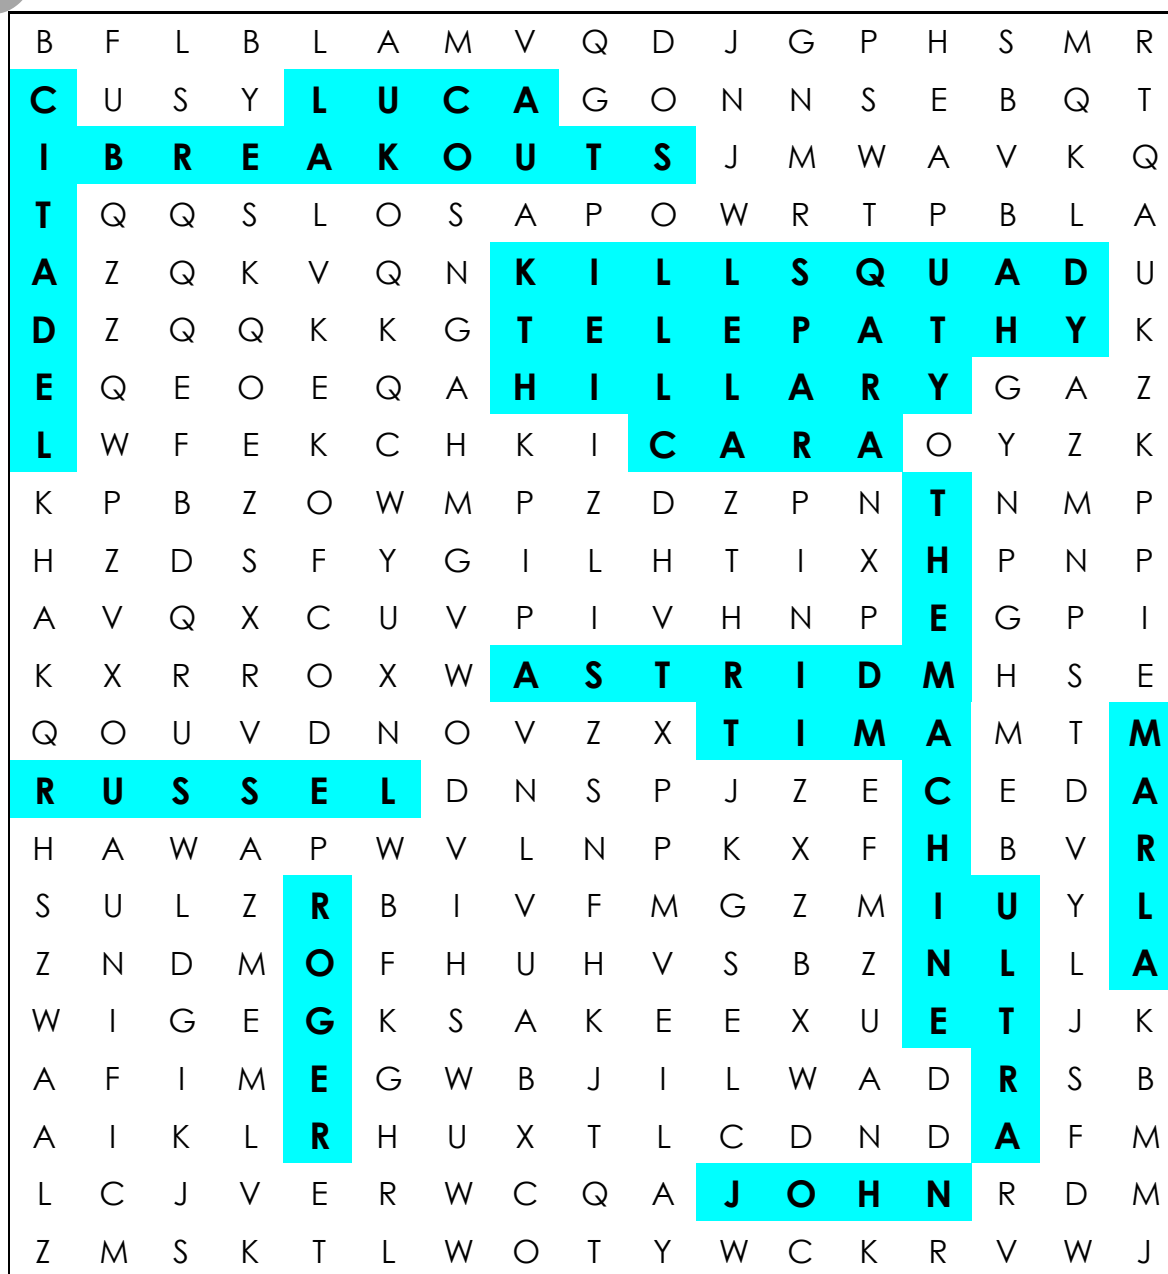 B F L B L A M V Q D J G P H S M R
C U S Y L U C A G O N N S E B Q T
I B R E A K O U T S J M W A V K Q
T Q Q S L O S A P O W R T P B L A
A Z Q K V Q N K I L L S Q U A D U
D Z Q Q K K G T E L E P A T H Y K
E Q E O E Q A H I L L A R Y G A Z
L W F E K C H K I C A R A O Y Z K
K P B Z O W M P Z D Z P N T N M P
H Z D S F Y G I L H T I X H P N P
A V Q X C U V P I V H N P E G P I
K X R R O X W A S T R I D M H S E
Q O U V D N O V Z X T I M A M T M
R U S S E L D N S P J Z E C E D A
H A W A P W V L N P K X F H B V R
S U L Z R B I V F M G Z M I U Y L
Z N D M O F H U H V S B Z N L L A
W I G E G K S A K E E X U E T J K
A F I M E G W B J I L W A D R S B
A I K L R H U X T L C D N D A F M
L C J V E R W C Q A J O H N R D M
Z M S K T L W O T Y W C K R V W J